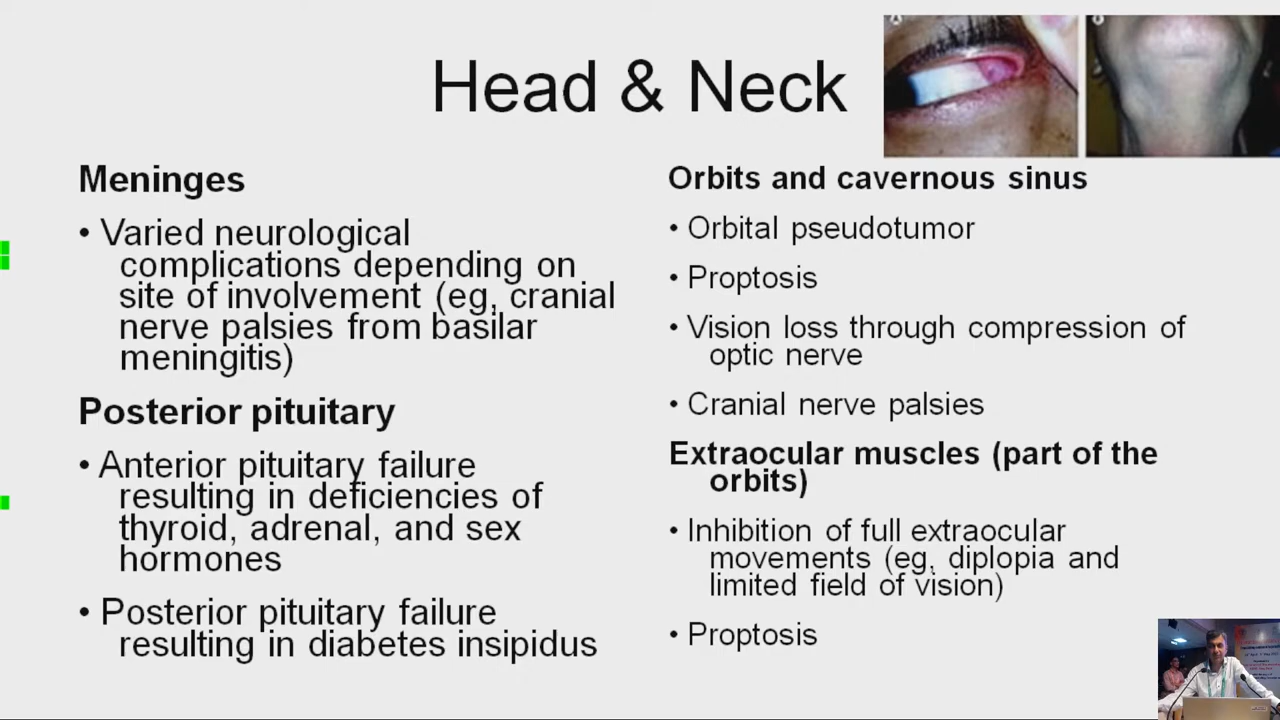 Head & Neck
Meninges
• Varied neurological
complications depending on
site of involvement (eg, cranial
nerve palsies from basilar
meningitis)
Posterior pituitary
• Anterior pituitary failure
resulting in deficiencies of
thyroid, adrenal, and sex
hormones
• Posterior pituitary failure
resulting in diabetes insipidus
Orbits and cavernous sinus
• Orbital pseudotumor
• Proptosis
• Vision loss through compression of
optic nerve
• Cranial nerve palsies
Extraocular muscles (part of the
orbits)
• Inhibition of full extraocular
movements (eg, diplopia and
limited field of vision)
• Proptosis